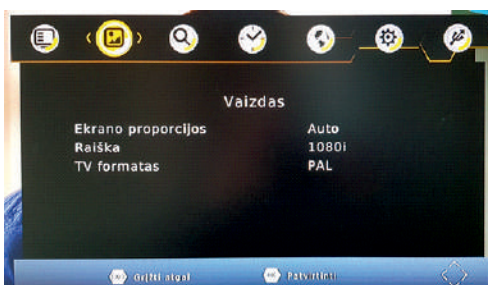 Vaizdas
Ekrano proporcijos Auto
Raiška 1080i
TV formatas PAL
Grįžti atgal Patvirtinti